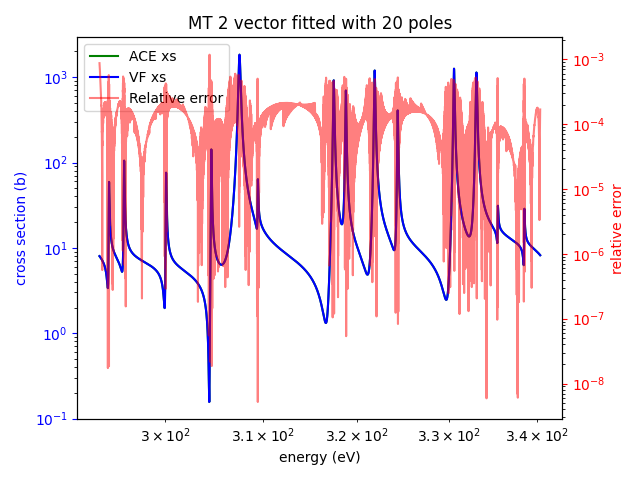 MT 2 vector fitted with 20 poles
ACE xs
VF xs
Relative error
cross section (b)
10³
10²
10¹
10⁰
10⁻¹
10⁻³
10⁻⁴
10⁻⁵
10⁻⁶
10⁻⁷
10⁻⁸
relative error
3 × 10² 3.1 × 10² 3.2 × 10² 3.3 × 10² 3.4 × 10²
energy (eV)